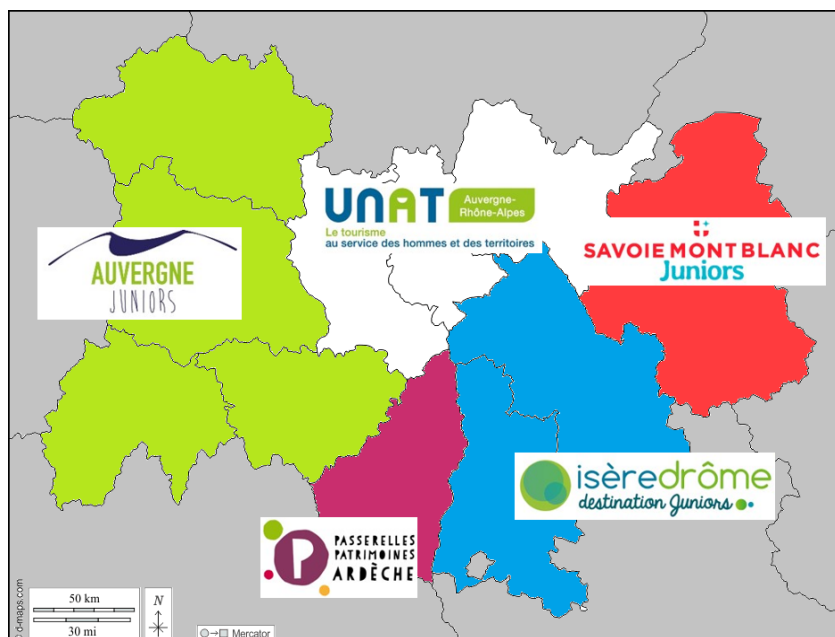 UNAT
Auvergne-
Rhône-Alpes
Le tourisme
au service des hommes et des territoires
SAVOIE MONT BLANC
Juniors
AUVERGNE
JUNIORS
isèredrôme
destination Juniors
P
PASSERELLES
PATRIMOINES
ARDÈCHE
50 km
30 mi
N
Mercator
d-maps.com